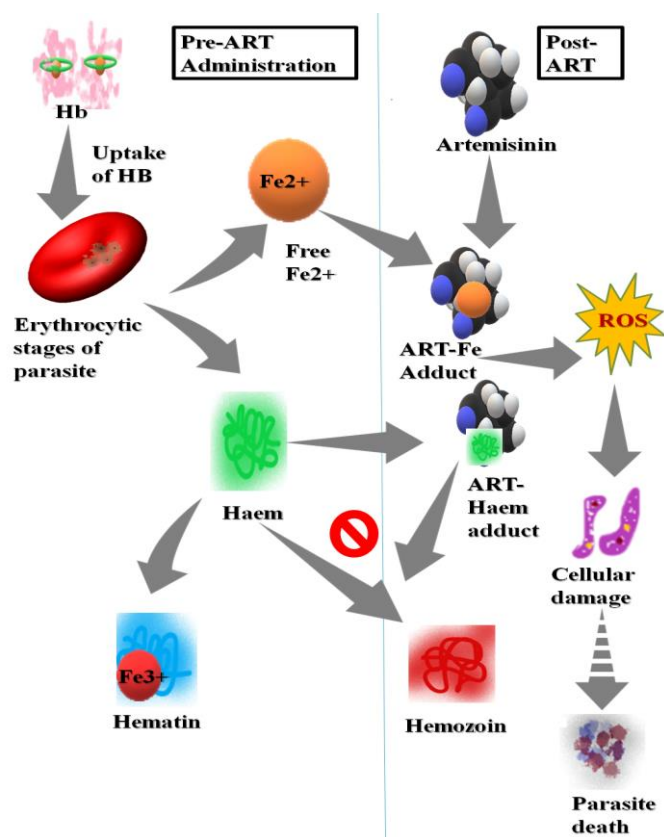 Pre-ART
Administration
Post-
ART
Hb
Uptake
of HB
Fe2+
Free
Fe2+
Artemisinin
Erythrocytic
stages of
parasite
ART-Fe
Adduct
ROS
Haem
ART-
Haem
adduct
Cellular
damage
Fe3+
Hematin
Hemozoin
Parasite
death